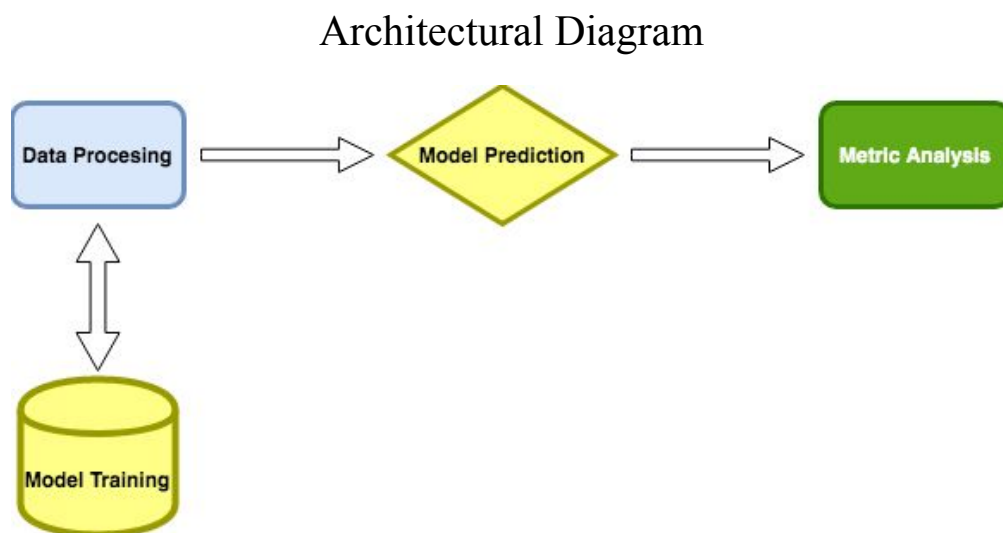 Architectural Diagram
Data Procesing
Model Prediction
Metric Analysis
Model Training